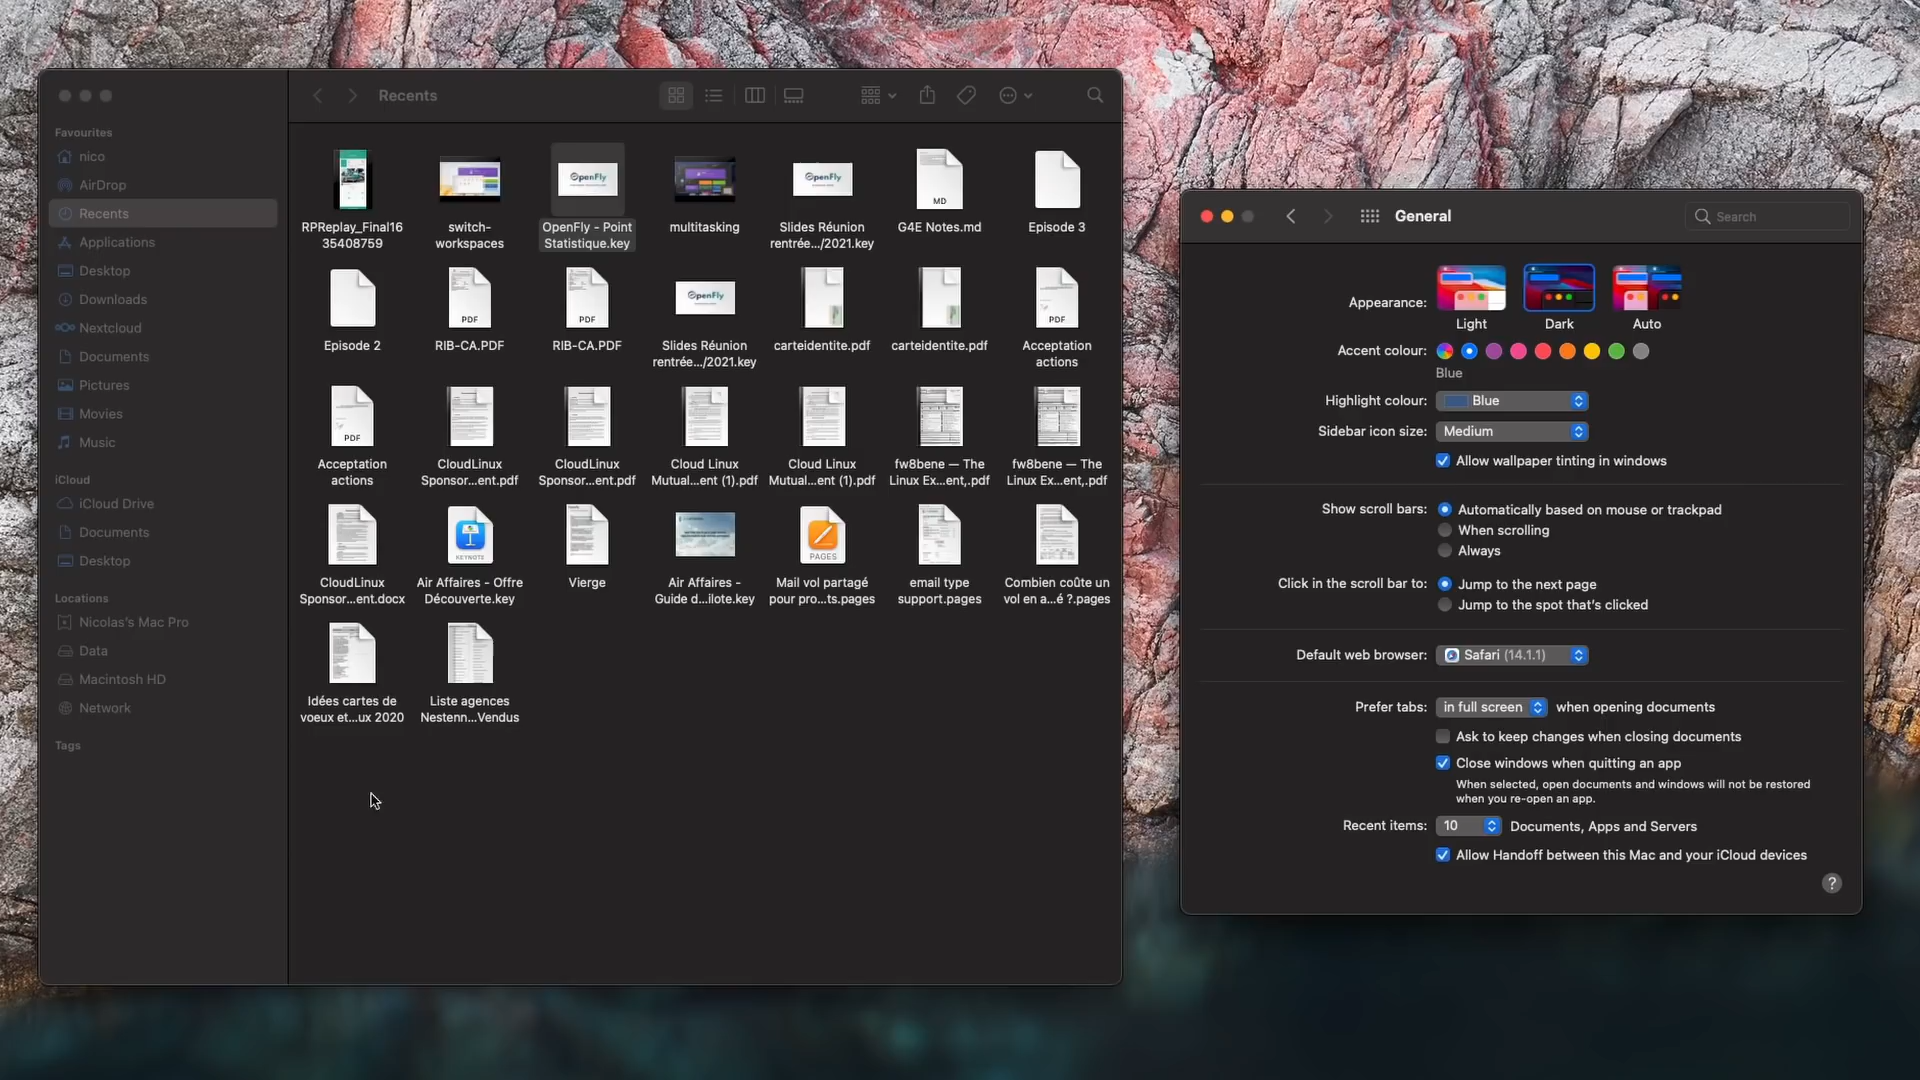 Recents
Favourites
nico
AirDrop
Recents
Applications
Desktop
Downloads
Nextcloud
Documents
Pictures
Movies
Music
iCloud
iCloud Drive
Documents
Desktop
Locations
Nicolas's Mac Pro
Data
Macintosh HD
Network
Tags
OpenFly
OpenFly
MD
RPReplay_Final16
35408759
switch-
workspaces
OpenFly - Point
Statistique.key
multitasking
Slides Réunion
rentrée.../2021.key
G4E Notes.md
Episode 3
PDF
PDF
OpenFly
PDF
Episode 2
RIB-CA.PDF
RIB-CA.PDF
Slides Réunion
rentrée.../2021.key
carteidentite.pdf
carteidentite.pdf
Acceptation
actions
PDF
Acceptation
actions
CloudLinux
Sponsor...ent.pdf
CloudLinux
Sponsor...ent.pdf
Cloud Linux
Mutual...ent (1).pdf
Cloud Linux
Mutual...ent (1).pdf
fw8bene — The
Linux Ex...ent,.pdf
fw8bene — The
Linux Ex...ent,.pdf
KEYNOTE
PAGES
CloudLinux
Sponsor...ent.docx
Air Affaires - Offre
Découverte.key
Vierge
Air Affaires -
Guide d...ilote.key
Mail vol partagé
pour pro...ts.pages
email type
support.pages
Combien coûte un
vol en a...é ?.pages
Idées cartes de
voeux et...ux 2020
Liste agences
Nestenn...Vendus
General
Search
Appearance:
Light
Dark
Auto
Accent colour:
Blue
Highlight colour: Blue
Sidebar icon size: Medium
Allow wallpaper tinting in windows
Show scroll bars: Automatically based on mouse or trackpad
When scrolling
Always
Click in the scroll bar to: Jump to the next page
Jump to the spot that's clicked
Default web browser: Safari (14.1.1)
Prefer tabs: in full screen when opening documents
Ask to keep changes when closing documents
Close windows when quitting an app
When selected, open documents and windows will not be restored
when you re-open an app.
Recent items: 10 Documents, Apps and Servers
Allow Handoff between this Mac and your iCloud devices
?